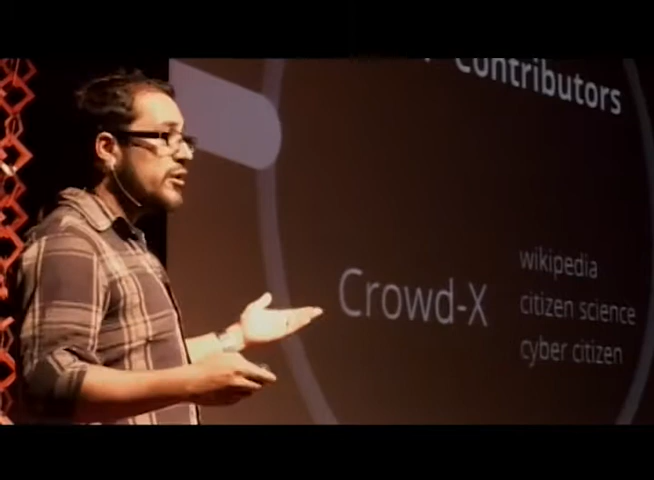 Contributors
Crowd-X
wikipedia
citizen science
cyber citizen